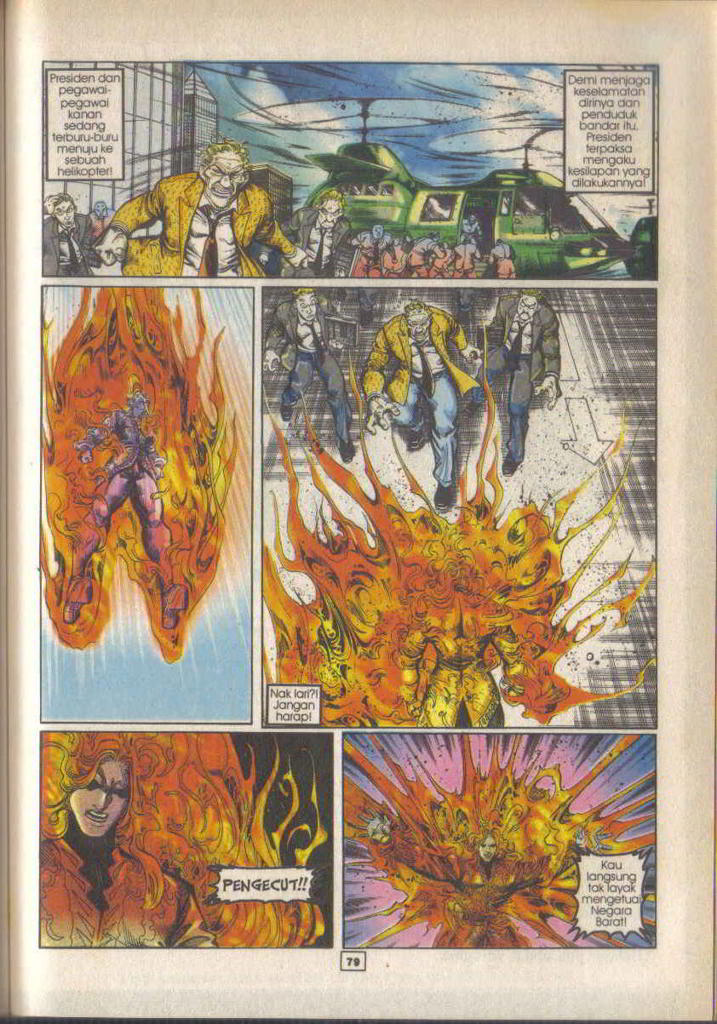 Presiden dan
pegawai-
pegawai
kanan
sedang
terburu-buru
menuju ke
sebuah
helikopter!
Demi menjaga
keselamatan
dirinya dan
penduduk
bandar itu,
Presiden
terpaksa
mengaku
kesilapan yang
dilakukannya!
Nak lari?!
Jangan
harap!
PENGECUT!!
Kau
langsung
tak layak
mengetuai
Negara
Barat!
79